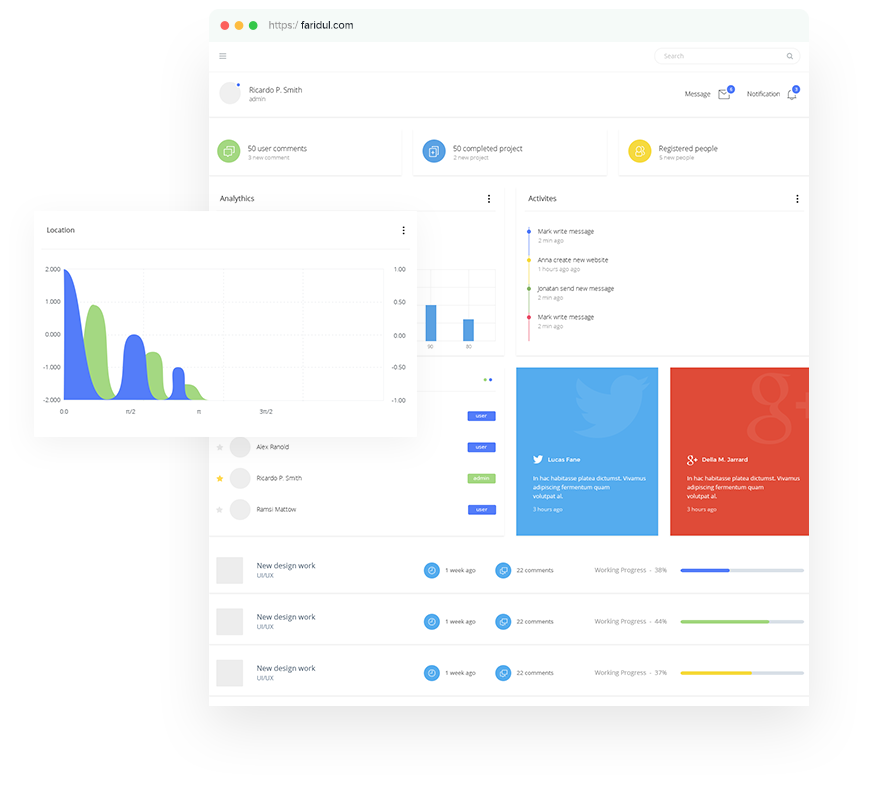 https:/ faridul.com
Search
Ricardo P. Smith
admin
Message
6
Notification
3
50 user comments
3 new comment
50 completed project
2 new project
Registered people
5 new people
Analythics
Activites
Location
2.000
1.000
0.000
-1.000
-2.000
1.00
0.50
0.00
-0.50
-1.00
0·0
π/2
π
3π/2
90
80
Mark write message
2 min ago
Anna create new website
1 hours ago ago
Jonatan send new message
2 min ago
Mark write message
2 min ago
user
Alex Ranold
user
Ricardo P. Smith
admin
Ramsi Mattow
user
Lucas Fane
In hac habitasse platea dictumst. Vivamus
adipiscing fermentum quam
volutpat al.
3 hours ago
g+
g+ Della M. Jarrard
In hac habitasse platea dictumst. Vivamus
adipiscing fermentum quam
volutpat al.
3 hours ago
New design work
UI/UX
1 week ago
22 comments
Working Progress - 38%
New design work
UI/UX
1 week ago
22 comments
Working Progress - 44%
New design work
UI/UX
1 week ago
22 comments
Working Progress - 37%